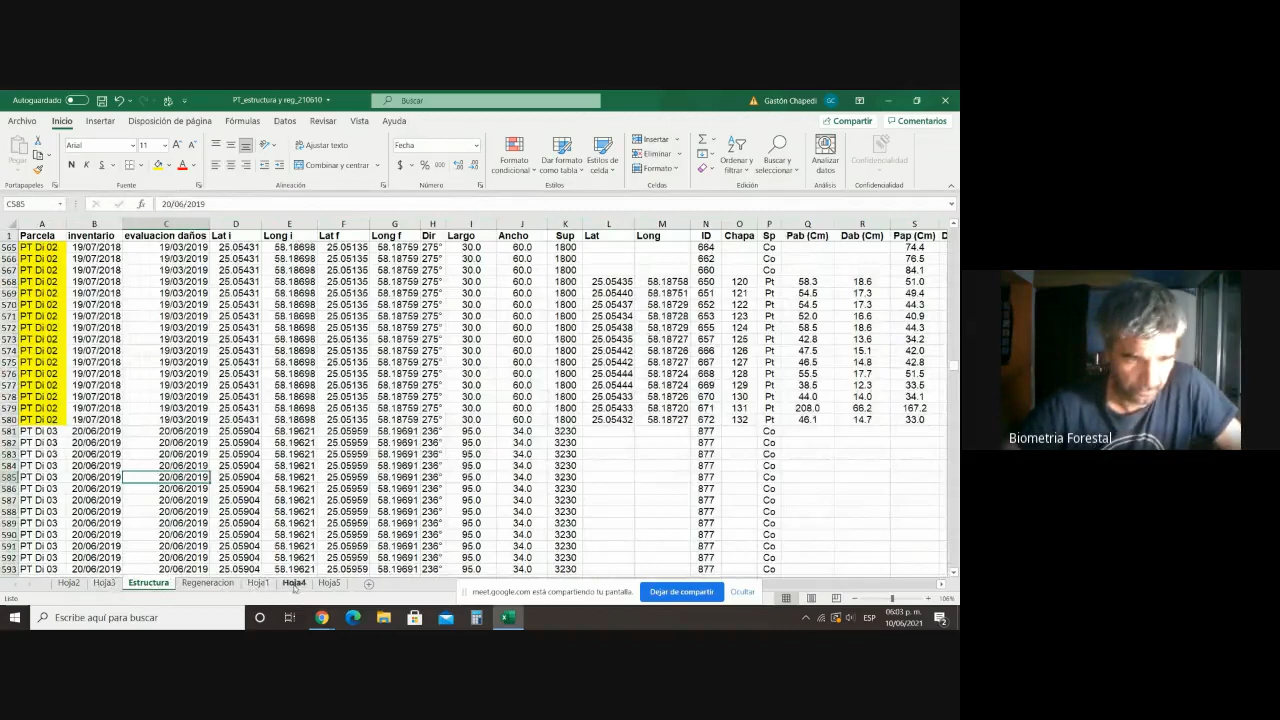 Autoguardado PT_estructura y reg_210610 Buscar Gastón Chapedi GC
Archivo Inicio Insertar Disposición de página Fórmulas Datos Revisar Vista Ayuda Compartir Comentarios
Arial 11 Ajustar texto Fecha Insertar
Pegar N K S Combinar y centrar $ % 000 Formato condicional Dar formato como tabla Estilos de celda Eliminar Formato Ordenar y filtrar Buscar y seleccionar Analizar datos Confidencialidad
Portapapeles Fuente Alineación Número Estilos Celdas Edición Análisis Confidencialidad
C585 20/06/2019
A B C D E F G H I J K L M N O P Q R S
1 Parcela inventario evaluacion daños Lat i Long i Lat f Long f Dir Largo Ancho Sup Lat Long ID Chapa Sp Pab (Cm) Dab (Cm) Pap (Cm) D
565 PT Di 02 19/07/2018 19/03/2019 25.05431 58.18698 25.05135 58.18759 275° 30.0 60.0 1800 664 Co 74.4
566 PT Di 02 19/07/2018 19/03/2019 25.05431 58.18698 25.05135 58.18759 275° 30.0 60.0 1800 662 Co 76.5
567 PT Di 02 19/07/2018 19/03/2019 25.05431 58.18698 25.05135 58.18759 275° 30.0 60.0 1800 660 Co 84.1
568 PT Di 02 19/07/2018 19/03/2019 25.05431 58.18698 25.05135 58.18759 275° 30.0 60.0 1800 25.05435 58.18758 650 120 Pt 58.3 18.6 51.0
569 PT Di 02 19/07/2018 19/03/2019 25.05431 58.18698 25.05135 58.18759 275° 30.0 60.0 1800 25.05440 58.18751 651 121 Pt 54.5 17.3 49.4
570 PT Di 02 19/07/2018 19/03/2019 25.05431 58.18698 25.05135 58.18759 275° 30.0 60.0 1800 25.05437 58.18729 652 122 Pt 54.5 17.3 44.3
571 PT Di 02 19/07/2018 19/03/2019 25.05431 58.18698 25.05135 58.18759 275° 30.0 60.0 1800 25.05434 58.18728 653 123 Pt 52.0 16.6 40.9
572 PT Di 02 19/07/2018 19/03/2019 25.05431 58.18698 25.05135 58.18759 275° 30.0 60.0 1800 25.05438 58.18729 655 124 Pt 58.5 18.6 44.3
573 PT Di 02 19/07/2018 19/03/2019 25.05431 58.18698 25.05135 58.18759 275° 30.0 60.0 1800 25.05435 58.18727 657 125 Pt 42.8 13.6 34.2
574 PT Di 02 19/07/2018 19/03/2019 25.05431 58.18698 25.05135 58.18759 275° 30.0 60.0 1800 25.05442 58.18726 666 126 Pt 47.5 15.1 42.0
575 PT Di 02 19/07/2018 19/03/2019 25.05431 58.18698 25.05135 58.18759 275° 30.0 60.0 1800 25.05442 58.18726 667 127 Pt 46.5 14.8 42.8
576 PT Di 02 19/07/2018 19/03/2019 25.05431 58.18698 25.05135 58.18759 275° 30.0 60.0 1800 25.05444 58.18724 668 128 Pt 55.5 17.7 51.5
577 PT Di 02 19/07/2018 19/03/2019 25.05431 58.18698 25.05135 58.18759 275° 30.0 60.0 1800 25.05444 58.18724 669 129 Pt 38.5 12.3 33.5
578 PT Di 02 19/07/2018 19/03/2019 25.05431 58.18698 25.05135 58.18759 275° 30.0 60.0 1800 25.05441 58.18726 670 130 Pt 44.0 14.0 34.1
579 PT Di 02 19/07/2018 19/03/2019 25.05431 58.18698 25.05135 58.18759 275° 30.0 60.0 1800 25.05433 58.18720 671 131 Pt 208.0 66.2 167.2
580 PT Di 02 19/07/2018 19/03/2019 25.05431 58.18698 25.05135 58.18759 275° 30.0 60.0 1800 25.05432 58.18727 672 132 Pt 46.1 14.7 33.0
581 PT Di 03 20/06/2019 20/06/2019 25.05904 58.19621 25.05959 58.19691 236° 95.0 34.0 3230 877 Co
582 PT Di 03 20/06/2019 20/06/2019 25.05904 58.19621 25.05959 58.19691 236° 95.0 34.0 3230 877 Co
583 PT Di 03 20/06/2019 20/06/2019 25.05904 58.19621 25.05959 58.19691 236° 95.0 34.0 3230 877 Co
584 PT Di 03 20/06/2019 20/06/2019 25.05904 58.19621 25.05959 58.19691 236° 95.0 34.0 3230 877 Co
585 PT Di 03 20/06/2019 20/06/2019 25.05904 58.19621 25.05959 58.19691 236° 95.0 34.0 3230 877 Co
586 PT Di 03 20/06/2019 20/06/2019 25.05904 58.19621 25.05959 58.19691 236° 95.0 34.0 3230 877 Co
587 PT Di 03 20/06/2019 20/06/2019 25.05904 58.19621 25.05959 58.19691 236° 95.0 34.0 3230 877 Co
588 PT Di 03 20/06/2019 20/06/2019 25.05904 58.19621 25.05959 58.19691 236° 95.0 34.0 3230 877 Co
589 PT Di 03 20/06/2019 20/06/2019 25.05904 58.19621 25.05959 58.19691 236° 95.0 34.0 3230 877 Co
590 PT Di 03 20/06/2019 20/06/2019 25.05904 58.19621 25.05959 58.19691 236° 95.0 34.0 3230 877 Co
591 PT Di 03 20/06/2019 20/06/2019 25.05904 58.19621 25.05959 58.19691 236° 95.0 34.0 3230 877 Co
592 PT Di 03 20/06/2019 20/06/2019 25.05904 58.19621 25.05959 58.19691 236° 95.0 34.0 3230 877 Co
593 PT Di 03 20/06/2019 20/06/2019 25.05904 58.19621 25.05959 58.19691 236° 95.0 34.0 3230 877 Co
Hoja2 Hoja3 Estructura Regeneracion Hoja1 Hoja4 Hoja5
meet.google.com está compartiendo tu pantalla. Dejar de compartir Ocultar
Listo 106%
Escribe aquí para buscar ESP 06:03 p. m. 10/06/2021
Biometria Forestal